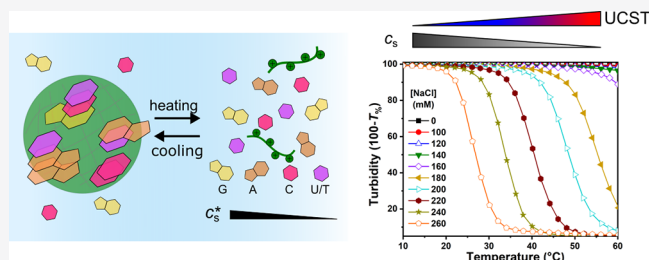 heating
cooling
G A C U/T
Cs*
UCST
Cs
Turbidity (100-T%)
100
80
60
40
20
[NaCl]
(mM)
0
100
120
140
160
180
200
220
240
260
10 20 30 40 50 60
Temperature (°C)